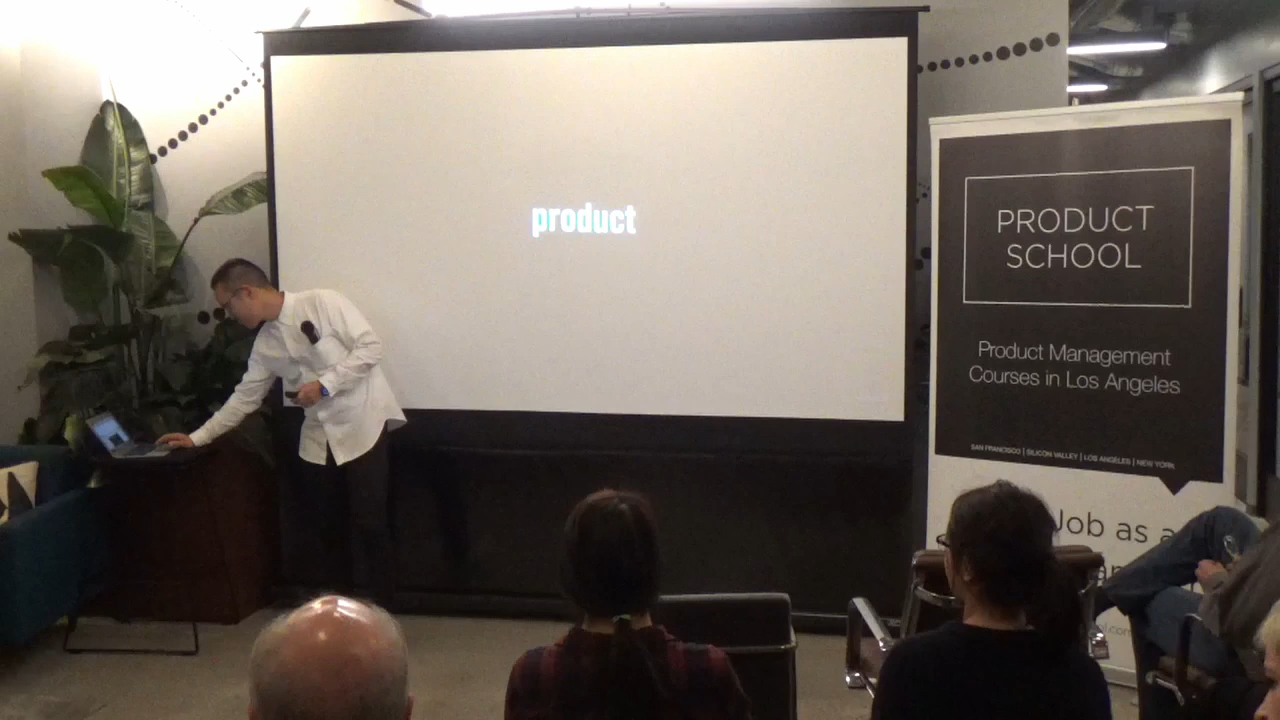 product
PRODUCT
SCHOOL
Product Management
Courses in Los Angeles
SAN FRANCISCO | SILICON VALLEY | LOS ANGELES | NEW YORK
Job as a